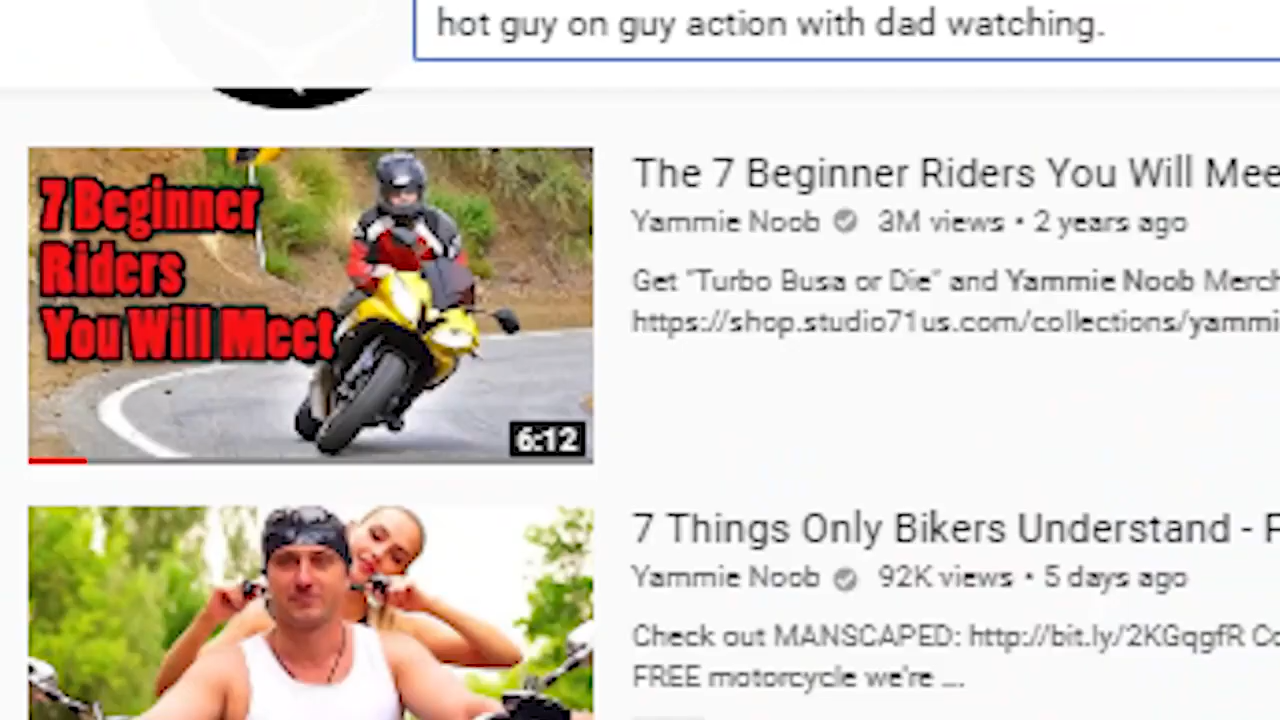 hot guy on guy action with dad watching.
7 Beginner
Riders
You Will Meet
6:12
The 7 Beginner Riders You Will Mee
Yammie Noob 3M views • 2 years ago
Get "Turbo Busa or Die" and Yammie Noob Merch
https://shop.studio71us.com/collections/yammi
7 Things Only Bikers Understand -
Yammie Noob 92K views • 5 days ago
Check out MANSCAPED: http://bit.ly/2KGqgfR
FREE motorcycle we're ...